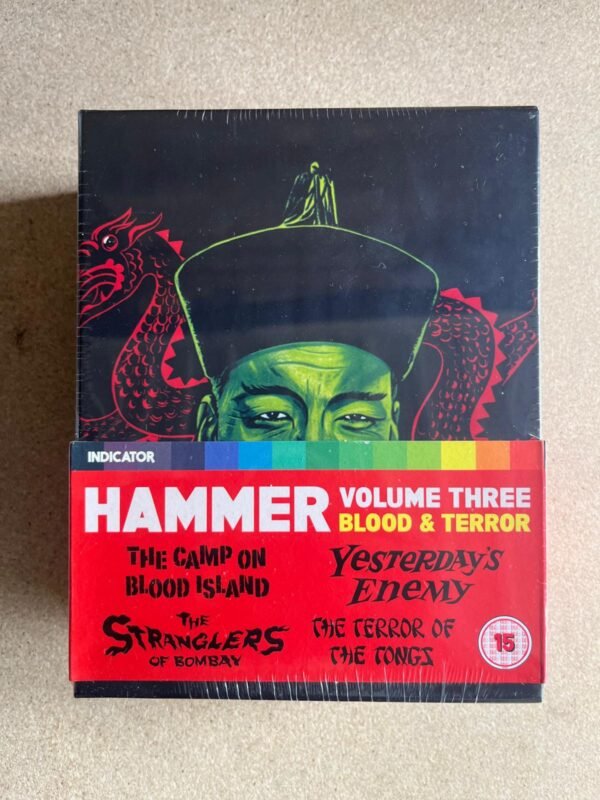 INDICATOR
HAMMER
VOLUME THREE
BLOOD & TERROR
THE CAMP ON
BLOOD ISLAND
YESTERDAY'S
ENEMY
THE
STRANGLERS
OF BOMBAY
THE TERROR OF
THE TONGS
15